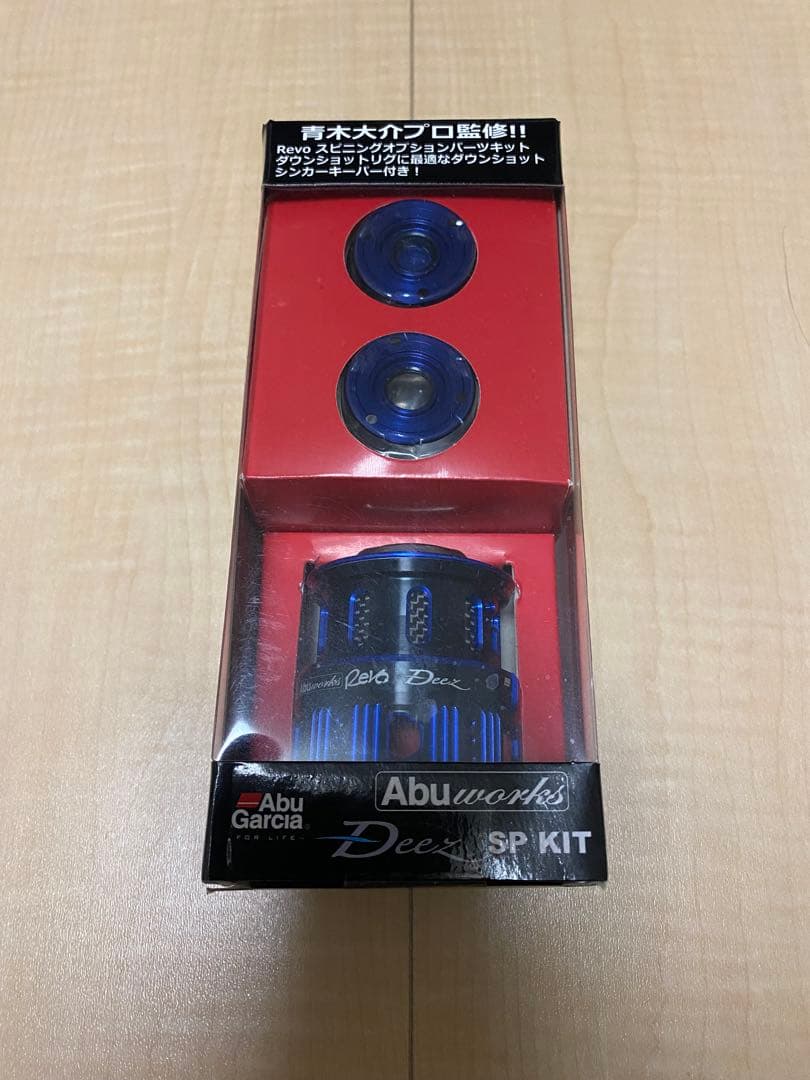 青木大介プロ監修!!
Revo スピニングオプションパーツキット
ダウンショットリグに最適なダウンショット
シンカーキーパー付き！
Abuworks Revo Deez
Abu works
Abu
Garcia
FOR LIFE
Deez SP KIT